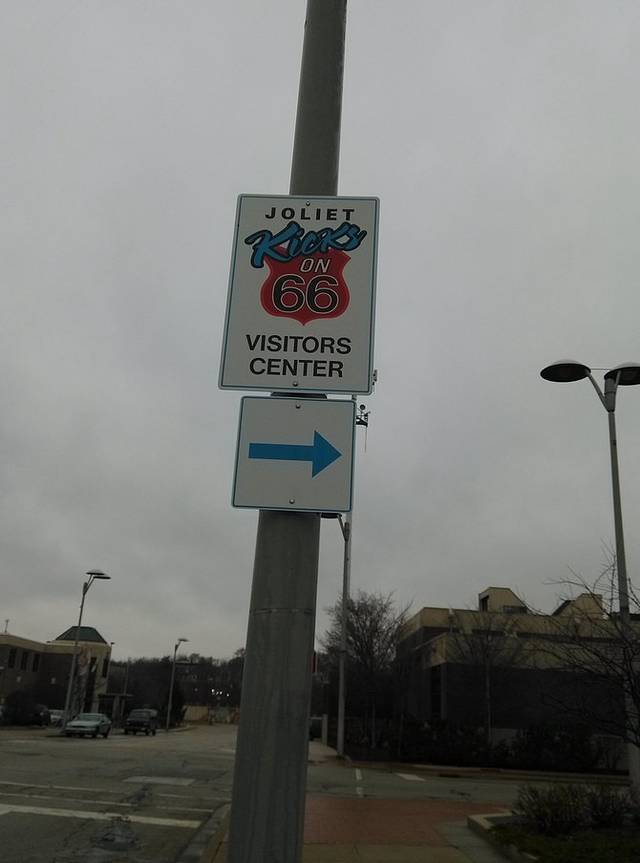 JOLIET
Kicks
ON
66
VISITORS
CENTER